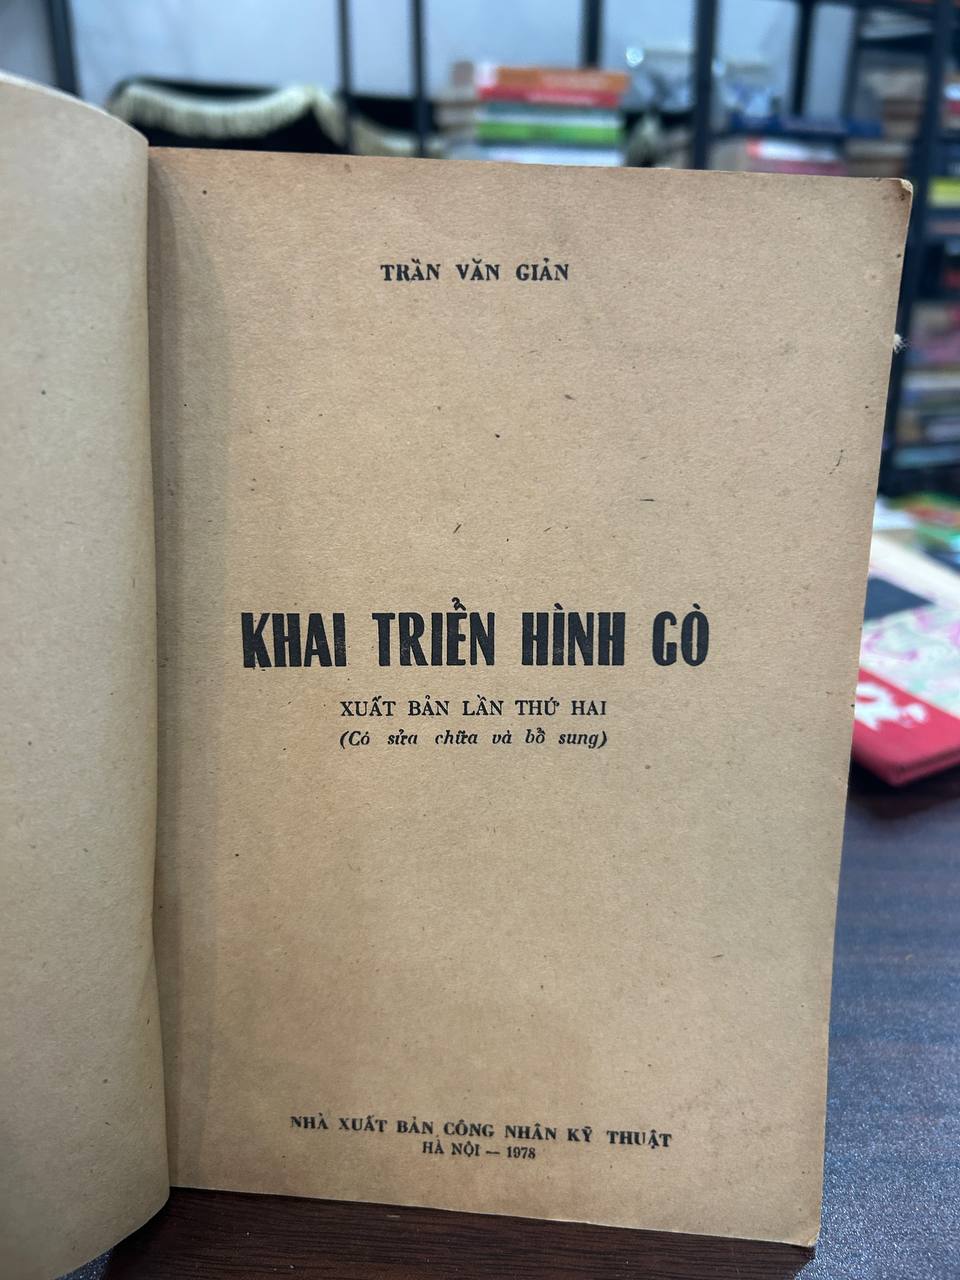 TRẦN VĂN GIẢN
KHAI TRIỂN HÌNH GÒ
XUẤT BẢN LẦN THỨ HAI
(Có sửa chữa và bổ sung)
NHÀ XUẤT BẢN CÔNG NHÂN KỸ THUẬT
HÀ NỘI — 1978